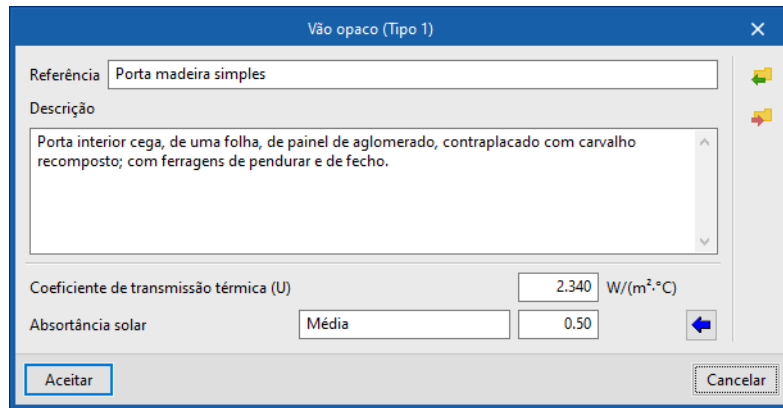 Vão opaco (Tipo 1)
Referência Porta madeira simples
Descrição
Porta interior cega, de uma folha, de painel de aglomerado, contraplacado com carvalho
recomposto; com ferragens de pendurar e de fecho.
Coeficiente de transmissão térmica (U) 2.340 W/(m²·°C)
Absortância solar Média 0.50
Aceitar Cancelar